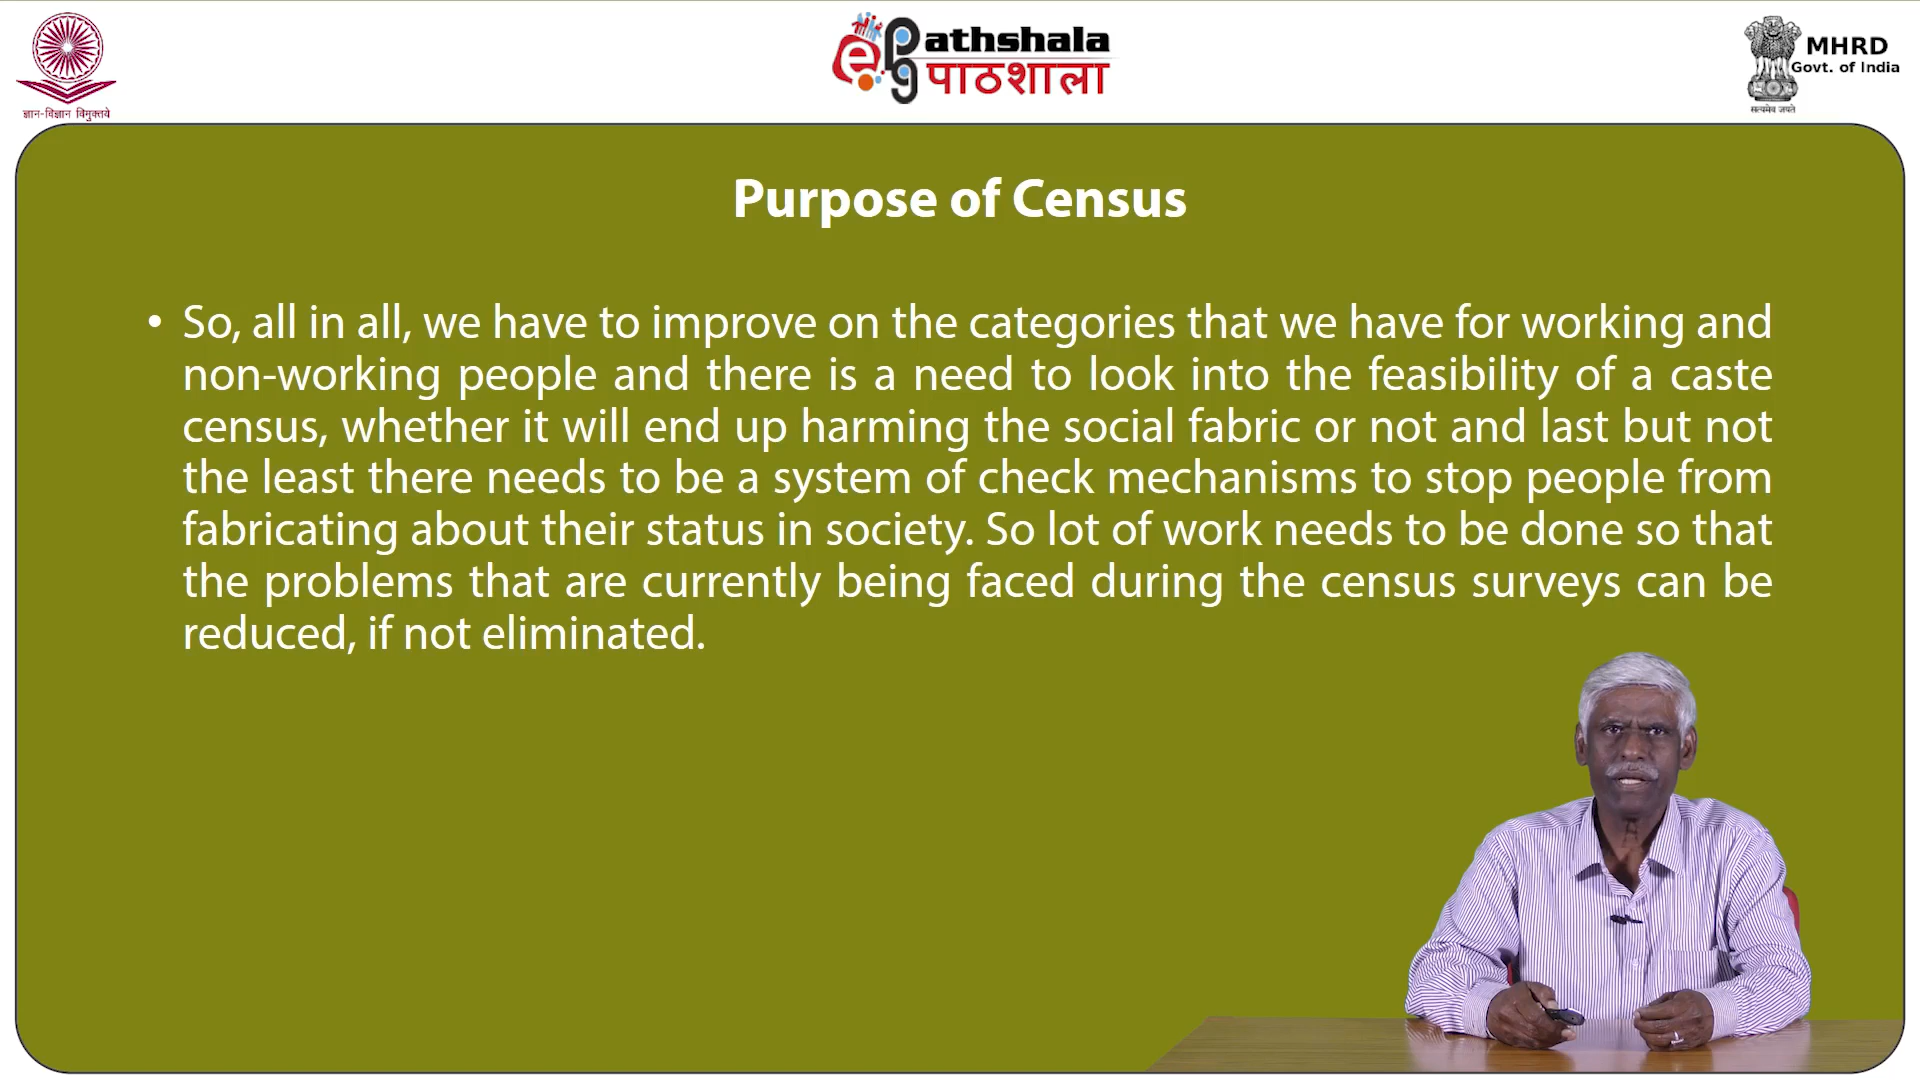 ज्ञान-विज्ञान विमुक्तये
ePG
athshala
पाठशाला
MHRD
Govt. of India
सत्यमेव जयते
Purpose of Census
• So, all in all, we have to improve on the categories that we have for working and
non-working people and there is a need to look into the feasibility of a caste
census, whether it will end up harming the social fabric or not and last but not
the least there needs to be a system of check mechanisms to stop people from
fabricating about their status in society. So lot of work needs to be done so that
the problems that are currently being faced during the census surveys can be
reduced, if not eliminated.